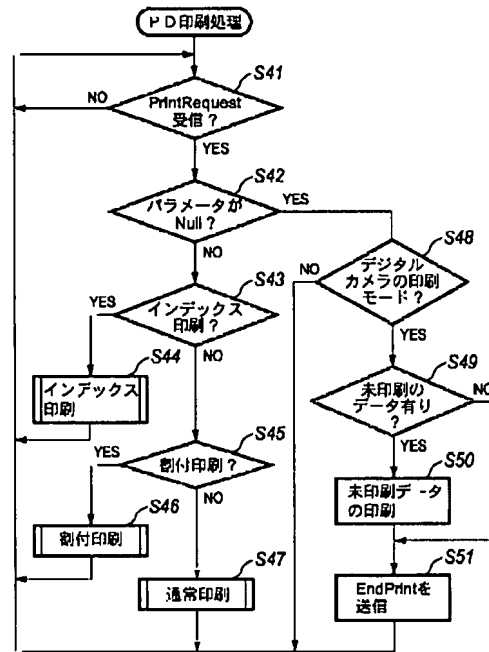 PD印刷処理
S41
PrintRequest
受信?
NO
YES
S42
パラメータが
Null?
YES
NO
S43
インデックス
印刷?
YES
NO
S44
インデックス
印刷
S45
割付印刷?
YES
NO
S46
割付印刷
S47
通常印刷
S48
デジタル
カメラの印刷
モード?
NO
YES
S49
未印刷の
データ有り
?
NO
YES
S50
未印刷データ
の印刷
S51
EndPrintを
送信